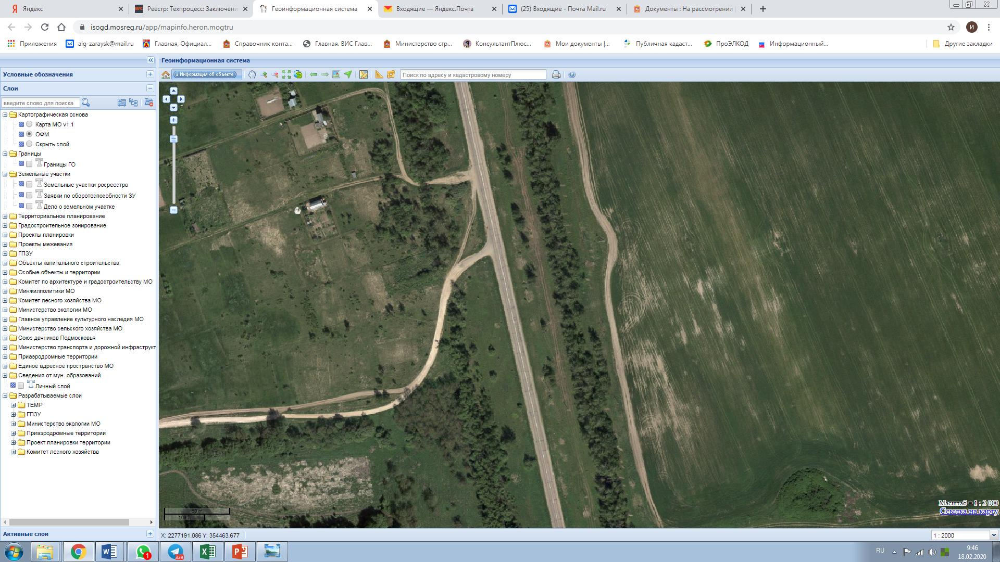 Яндекс
Реестр: Техпроцесс: Заключени
Геоинформационная система
Входящие — Яндекс.Почта
(25) Входящие - Почта Mail.ru
Документы : На рассмотрении
isogd.mosreg.ru/app/mapinfo.heron.mogtru
И
Приложения
aig-zaraysk@mail.ru
Главная, Официал...
Справочник конта...
Главная. ВИС Глав...
Министерство стр...
КонсультантПлюс...
Мои документы |...
Публичная кадаст...
ПроЭЛКОД
Информационный...
Другие закладки
Геоинформационная система
Условные обозначения
Информация об объекте
Поиск по адресу и кадастровому номеру
Слои
введите слово для поиска
Картографическая основа
Карта МО v1.1
ОФМ
Скрыть слой
Границы
Границы ГО
Земельные участки
Земельные участки росреестра
Заявки по оборотоспособности ЗУ
Дело о земельном участке
Территориальное планирование
Градостроительное зонирование
Проекты планировки
Проекты межевания
ГПЗУ
Объекты капитального строительства
Особые объекты и территории
Комитет по архитектуре и градостроительству МО
Минжилполитики МО
Комитет лесного хозяйства МО
Министерство экологии МО
Главное управление культурного наследия МО
Министерство сельского хозяйства МО
Союз дачников Подмосковья
Министерство транспорта и дорожной инфраструкт
Приаэродромные территории
Единое адресное пространство МО
Сведения от мун. образований
Личный слой
Разрабатываемые слои
TEMP
ГПЗУ
Министерство экологии МО
Приаэродромные территории
Проект планировки территории
Комитет лесного хозяйства
50 m
100 ft
Масштаб = 1 : 2 000
Ссылка на карту
Активные слои
X: 2277191.086 Y: 354463.677
1 : 2000
1
329
RU
9:46
18.02.2020